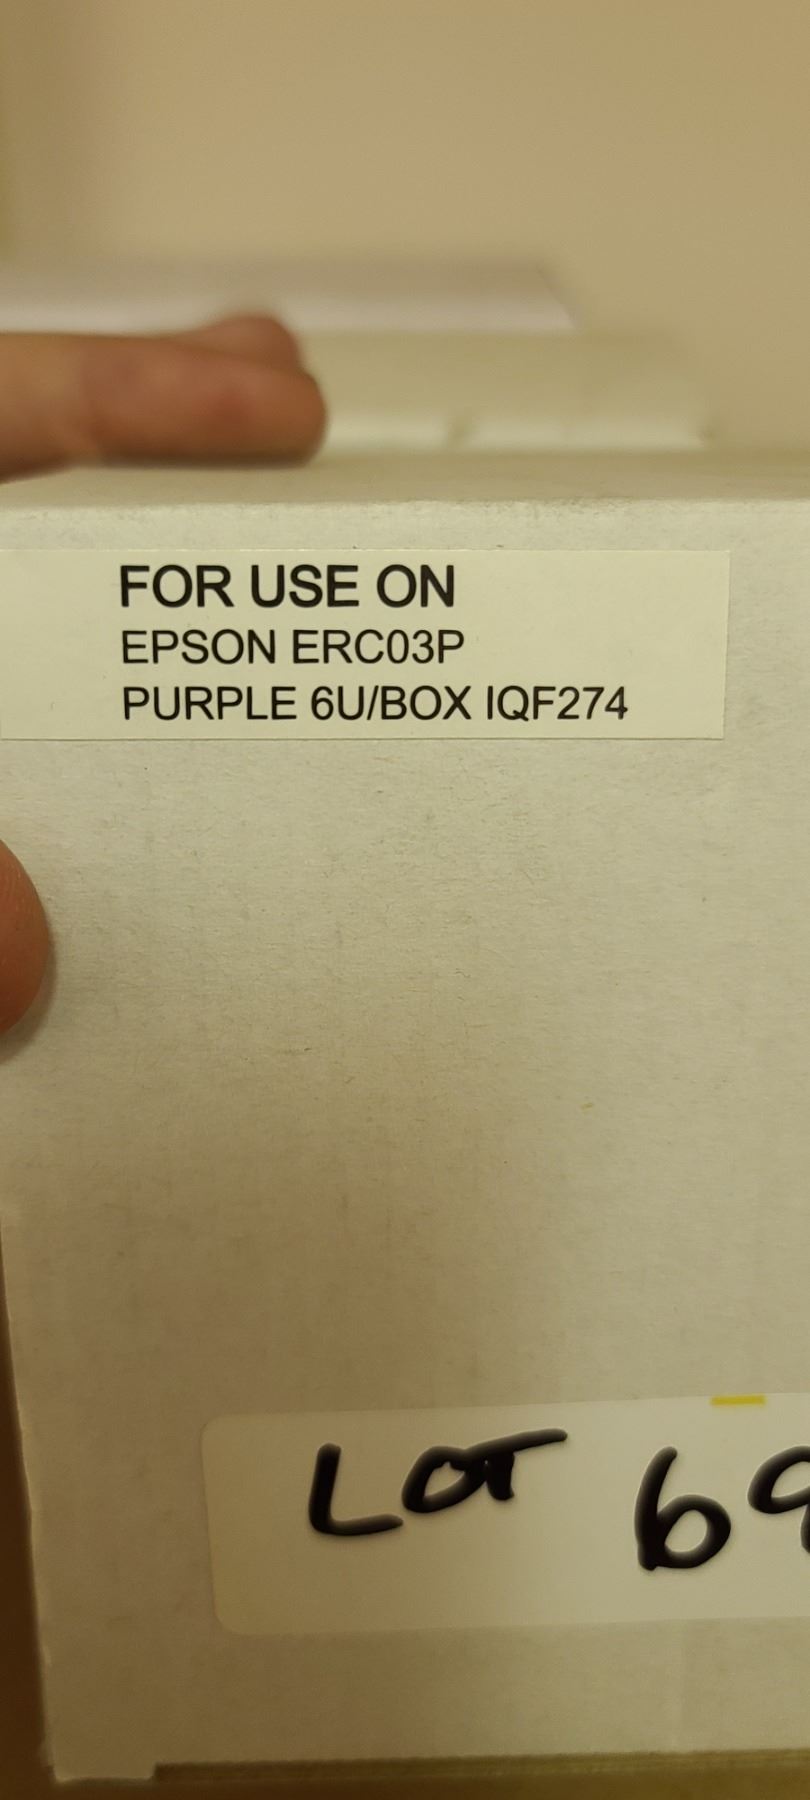 FOR USE ON
EPSON ERC03P
PURPLE 6U/BOX IQF274
LOT 69